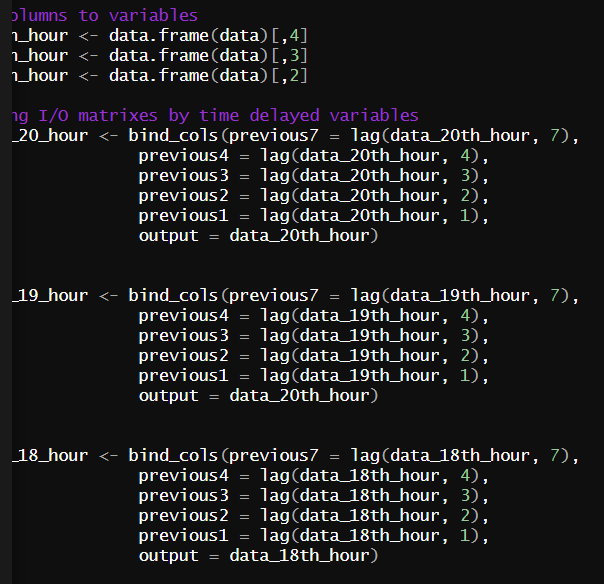 olumns to variables
h_hour <- data.frame(data)[,4]
h_hour <- data.frame(data)[,3]
h_hour <- data.frame(data)[,2]
ng I/O matrixes by time delayed variables
_20_hour <- bind_cols(previous7 = lag(data_20th_hour, 7),
previous4 = lag(data_20th_hour, 4),
previous3 = lag(data_20th_hour, 3),
previous2 = lag(data_20th_hour, 2),
previous1 = lag(data_20th_hour, 1),
output = data_20th_hour)
_19_hour <- bind_cols(previous7 = lag(data_19th_hour, 7),
previous4 = lag(data_19th_hour, 4),
previous3 = lag(data_19th_hour, 3),
previous2 = lag(data_19th_hour, 2),
previous1 = lag(data_19th_hour, 1),
output = data_20th_hour)
_18_hour <- bind_cols(previous7 = lag(data_18th_hour, 7),
previous4 = lag(data_18th_hour, 4),
previous3 = lag(data_18th_hour, 3),
previous2 = lag(data_18th_hour, 2),
previous1 = lag(data_18th_hour, 1),
output = data_18th_hour)